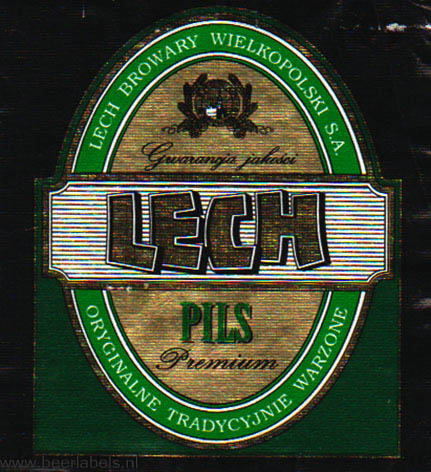 LECH BROWARY WIELKOPOLSKI S.A.
Gwarancja jakości
LECH
PILS
Premium
ORYGINALNE TRADYCYJNIE WARZONE
www.beerlabels.nl